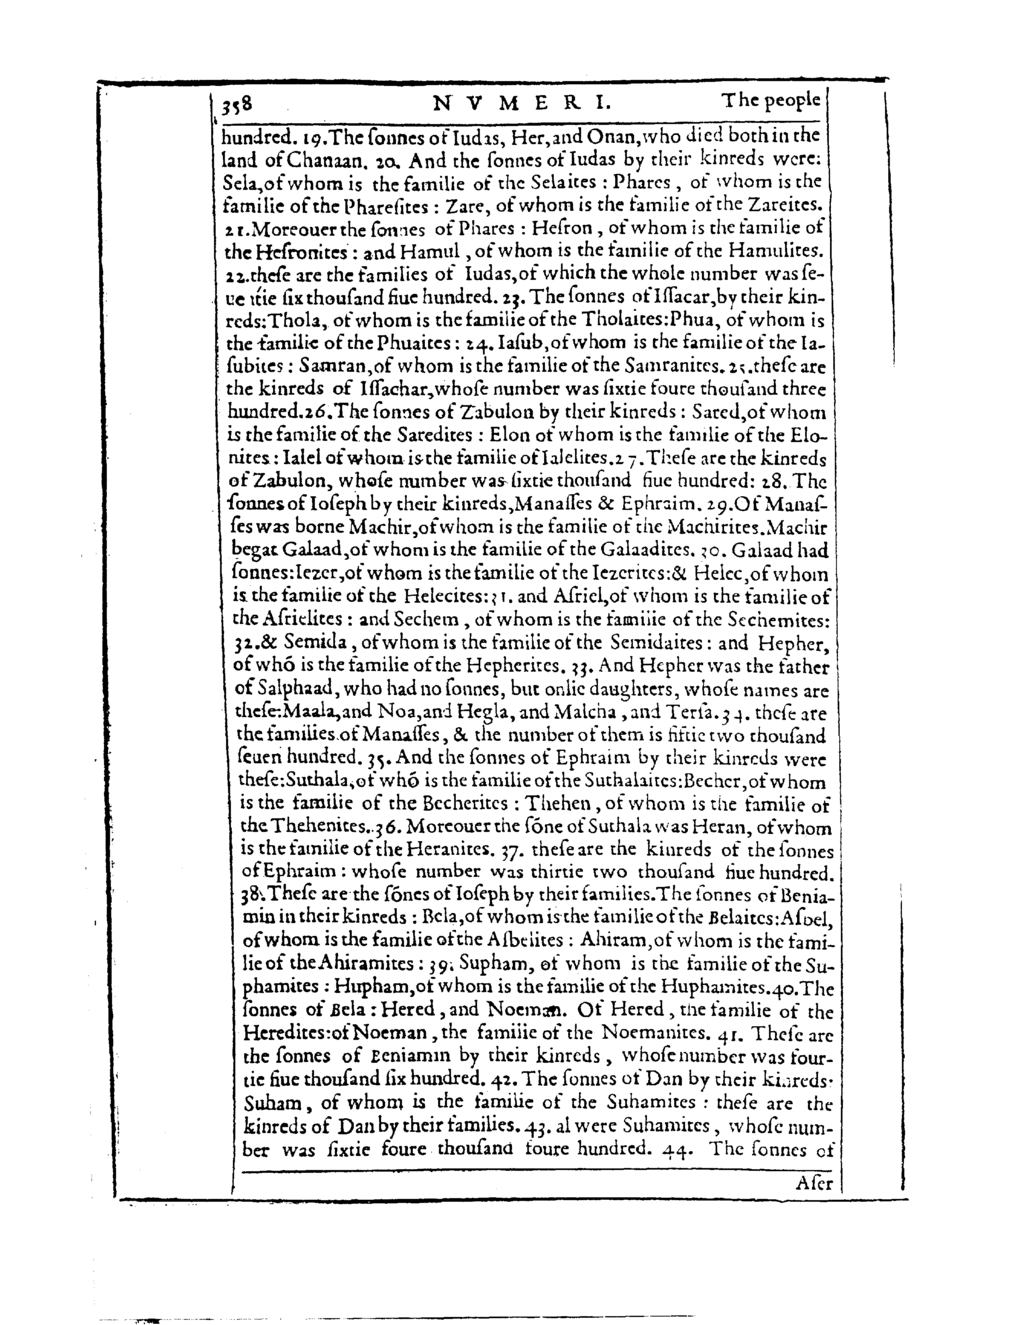 358 NVMERI. The people
hundred. 19.The ſonnes of Iudas, Her,and Onan,who died both in the
land of Chanaan. 20. And the ſonnes of Iudas by their kinreds were:
Sela,of whom is the familie of the Selaites : Phares , of whom is the
familie of the Phareſites : Zare, of whom is the familie of the Zareites.
21.Moreouer the ſonnes of Phares : Heſron , of whom is the familie of
the Heſronites : and Hamul , of whom is the familie of the Hamulites.
22.theſe are the families of Iudas,of which the whole number was ſe-
uẽtie ſix thouſand fiue hundred. 23. The ſonnes of Iſſacar,by their kin-
reds:Thola, of whom is the familie of the Tholaites:Phua, of whom is
the familie of the Phuaites : 24. Iaſub,of whom is the familie of the Ia-
ſubites : Samran,of whom is the familie of the Samranites. 25.theſe are
the kinreds of Iſſachar,whoſe number was ſixtie foure thouſand three
hundred.26.The ſonnes of Zabulon by their kinreds : Sared,of whom
is the familie of the Saredites : Elon of whom is the familie of the Elo-
nites : Ialel of whom is the familie of Ialelites.27.Theſe are the kinreds
of Zabulon, whoſe number was ſixtie thouſand fiue hundred: 28. The
ſonnes of Ioſeph by their kinreds,Manaſſes & Ephraim. 29.Of Manaſ-
ſes was borne Machir,of whom is the familie of the Machirites.Machir
begat Galaad,of whom is the familie of the Galaadites. 30. Galaad had
ſonnes:Iezer,of whom is the familie of the Iezerites:& Helec,of whom
is the familie of the Helecites:31. and Aſriel,of whom is the familie of
the Aſrielites : and Sechem , of whom is the familie of the Sechemites:
32.& Semida , of whom is the familie of the Semidaites : and Hepher,
of whõ is the familie of the Hepherites. 33. And Hepher was the father
of Salphaad, who had no ſonnes, but onlie daughters, whoſe names are
theſe:Maala,and Noa,and Hegla, and Malcha , and Terſa.34. theſe are
the families of Manaſſes, & the number of them is fiftie two thouſand
ſeuen hundred. 35. And the ſonnes of Ephraim by their kinreds were
theſe:Suthala,of whõ is the familie of the Suthalaites:Becher,of whom
is the familie of the Becherites : Thehen , of whom is the familie of
the Thehenites. 36. Moreouer the ſõne of Suthala was Heran, of whom
is the familie of the Heranites. 37. theſe are the kinreds of the ſonnes
of Ephraim : whoſe number was thirtie two thouſand fiue hundred.
38.Theſe are the ſõnes of Ioſeph by their families.The ſonnes of Benia-
min in their kinreds : Bela,of whom is the familie of the Belaites:Aſbel,
of whom is the familie of the Aſbelites : Ahiram,of whom is the fami-
lie of the Ahiramites : 39. Supham, of whom is the familie of the Su-
phamites : Hupham,of whom is the familie of the Huphamites.40.The
ſonnes of Bela : Hered , and Noeman. Of Hered , the familie of the
Heredites:of Noeman , the familie of the Noemanites. 41. Theſe are
the ſonnes of Beniamin by their kinreds , whoſe number was four-
tie fiue thouſand ſix hundred. 42. The ſonnes of Dan by their kinreds:
Suham , of whom is the familie of the Suhamites : theſe are the
kinreds of Dan by their families. 43. al were Suhamites , whoſe num-
ber was ſixtie foure thouſand foure hundred. 44. The ſonnes of
Aſer